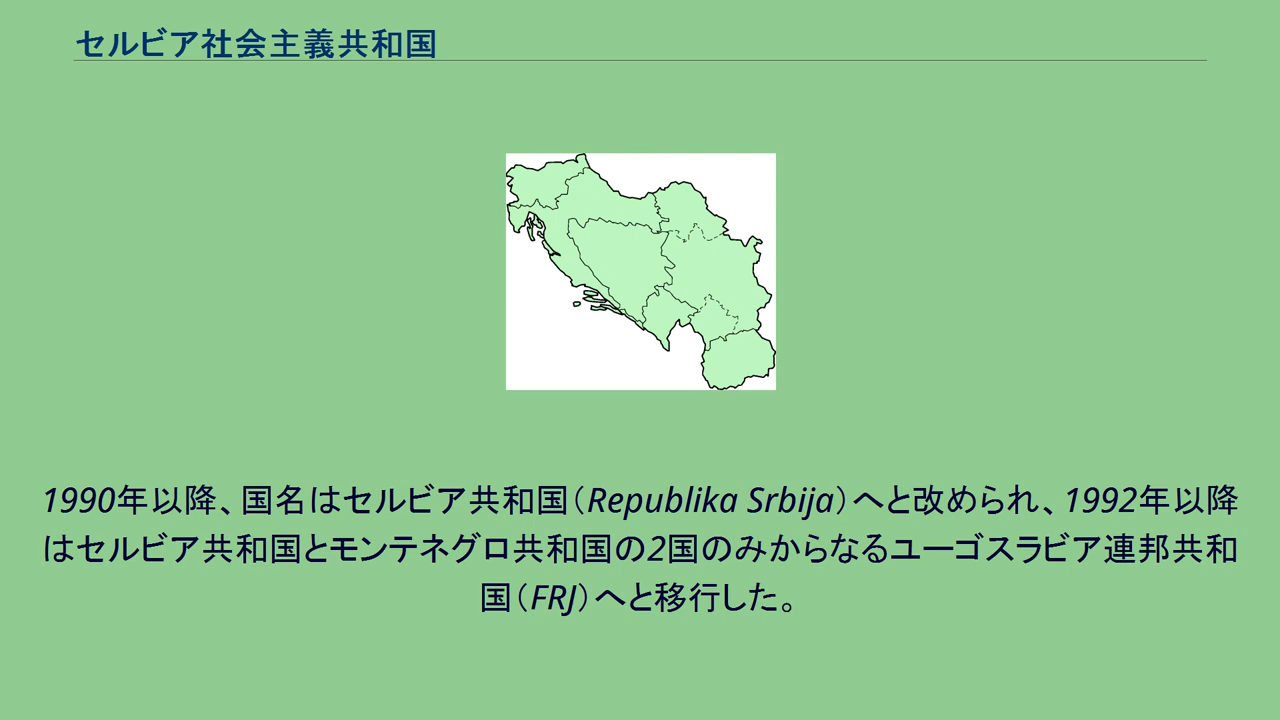 セルビア社会主義共和国
1990年以降、国名はセルビア共和国（Republika Srbija）へと改められ、1992年以降
はセルビア共和国とモンテネグロ共和国の2国のみからなるユーゴスラビア連邦共和
国（FRJ）へと移行した。